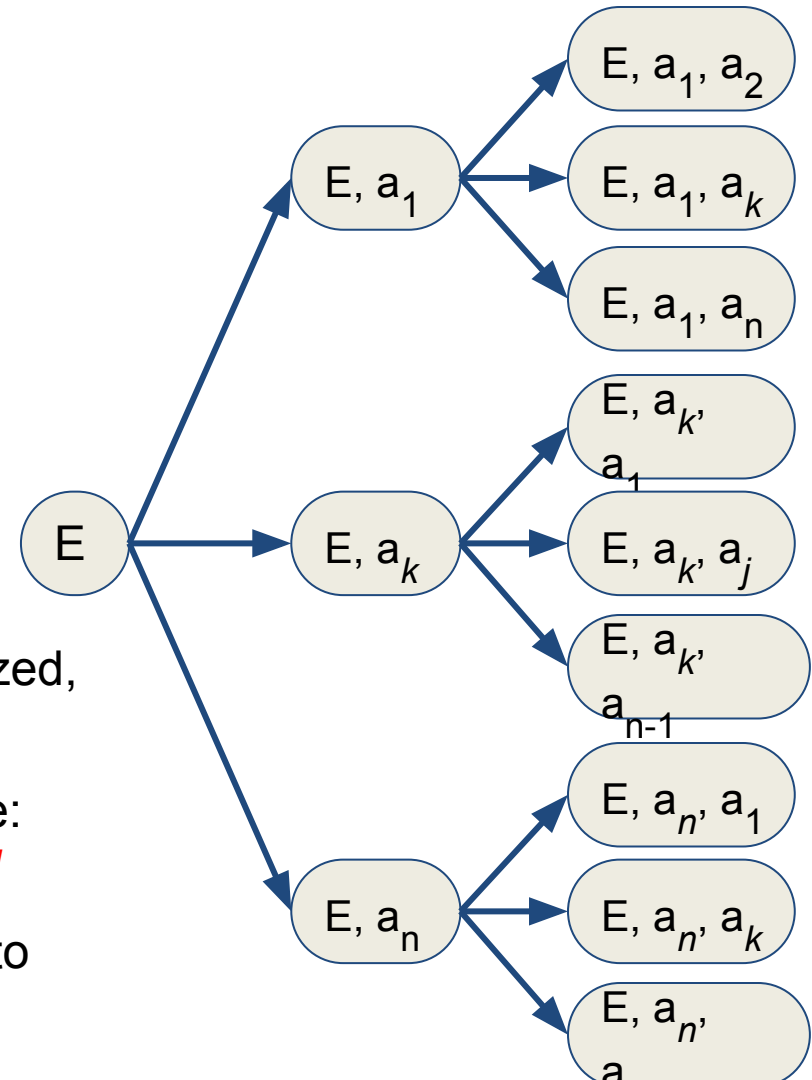 E, a₁, a₂
E, a₁
E, a₁, aₖ
E, a₁, aₙ
E, aₖ,
a₁
E
E, aₖ
E, aₖ, aⱼ
E, aₖ,
aₙ₋₁
zed,
e:
to
E, aₙ, a₁
E, aₙ
E, aₙ, aₖ
E, aₙ,
a